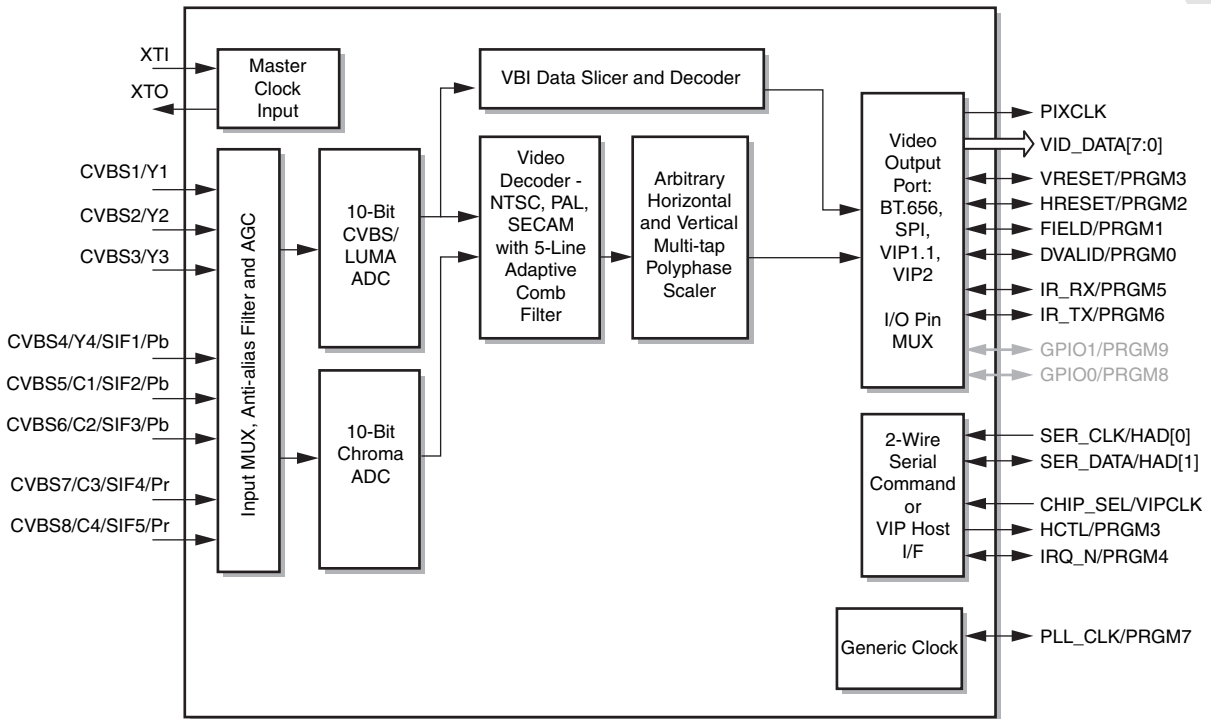 XTI
XTO
Master
Clock
Input
CVBS1/Y1
CVBS2/Y2
CVBS3/Y3
CVBS4/Y4/SIF1/Pb
CVBS5/C1/SIF2/Pb
CVBS6/C2/SIF3/Pb
CVBS7/C3/SIF4/Pr
CVBS8/C4/SIF5/Pr
Input MUX, Anti-alias Filter and AGC
10-Bit
CVBS/
LUMA
ADC
10-Bit
Chroma
ADC
VBI Data Slicer and Decoder
Video
Decoder -
NTSC, PAL,
SECAM
with 5-Line
Adaptive
Comb
Filter
Arbitrary
Horizontal
and Vertical
Multi-tap
Polyphase
Scaler
Video
Output
Port:
BT.656,
SPI,
VIP1.1,
VIP2
I/O Pin
MUX
PIXCLK
VID_DATA[7:0]
VRESET/PRGM3
HRESET/PRGM2
FIELD/PRGM1
DVALID/PRGM0
IR_RX/PRGM5
IR_TX/PRGM6
GPIO1/PRGM9
GPIO0/PRGM8
2-Wire
Serial
Command
or
VIP Host
I/F
SER_CLK/HAD[0]
SER_DATA/HAD[1]
CHIP_SEL/VIPCLK
HCTL/PRGM3
IRQ_N/PRGM4
Generic Clock
PLL_CLK/PRGM7